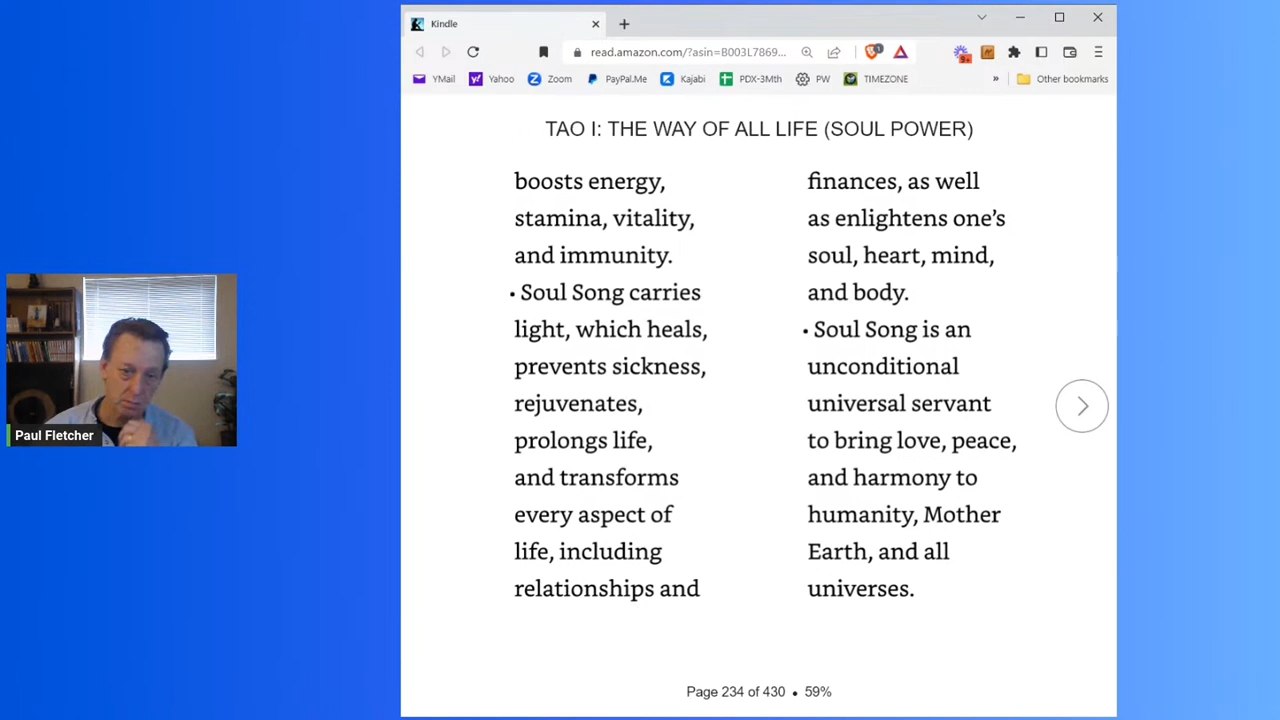 Kindle
read.amazon.com/?asin=B003L7869...
1
9+
YMail
Yahoo
Zoom
PayPal.Me
Kajabi
PDX-3Mth
PW
TIMEZONE
»
Other bookmarks
TAO I: THE WAY OF ALL LIFE (SOUL POWER)
boosts energy,
stamina, vitality,
and immunity.
• Soul Song carries
light, which heals,
prevents sickness,
rejuvenates,
prolongs life,
and transforms
every aspect of
life, including
relationships and
finances, as well
as enlightens one’s
soul, heart, mind,
and body.
• Soul Song is an
unconditional
universal servant
to bring love, peace,
and harmony to
humanity, Mother
Earth, and all
universes.
Page 234 of 430 • 59%
Paul Fletcher